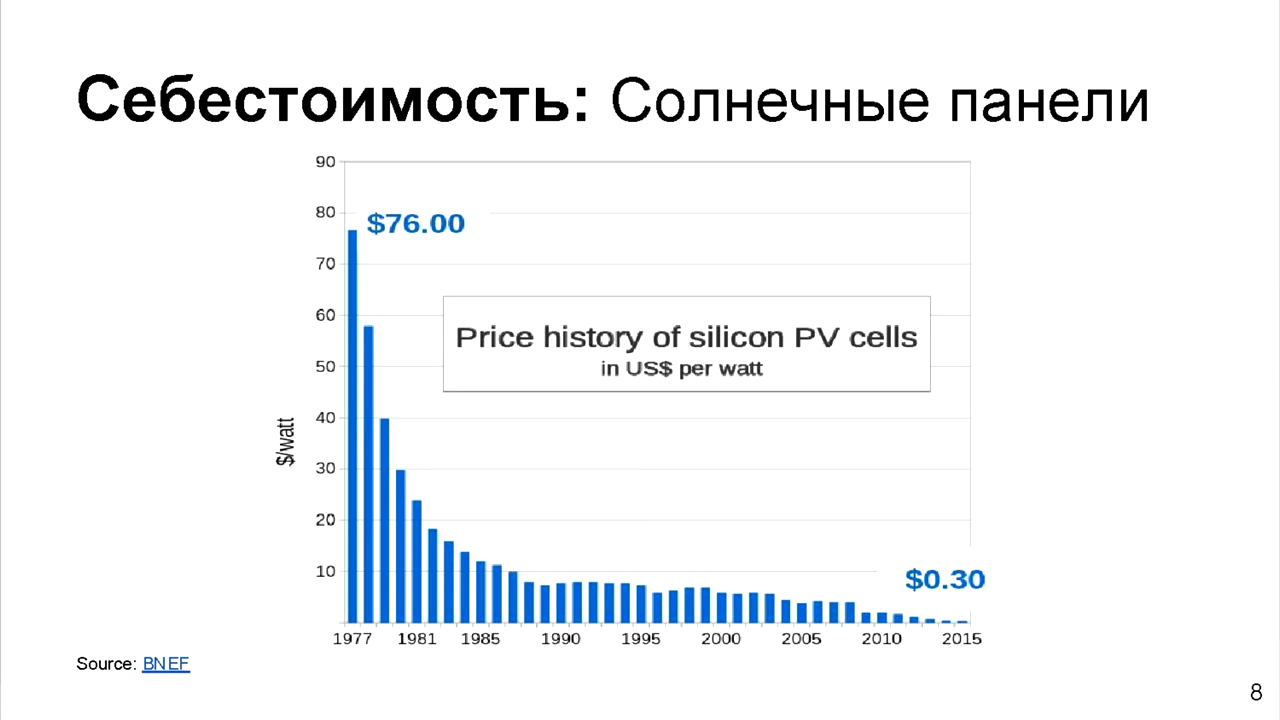 Себестоимость: Солнечные панели
90
80
$76.00
70
60
Price history of silicon PV cells
in US$ per watt
50
40
$/watt
30
20
10
$0.30
1977 1981 1985 1990 1995 2000 2005 2010 2015
Source: BNEF
8